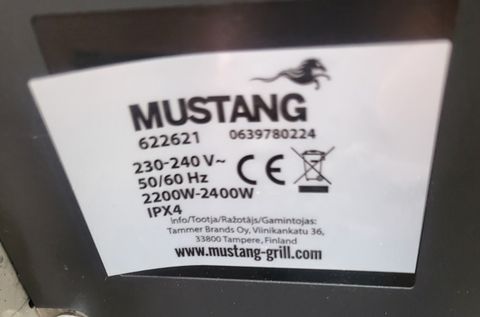 MUSTANG
622621 0639780224
230-240 V~
50/60 Hz
2200W-2400W
IPX4
Info/Tootja/Ražotājs/Gamintojas:
Tammer Brands Oy, Viinikankatu 36,
33800 Tampere, Finland
www.mustang-grill.com
CE